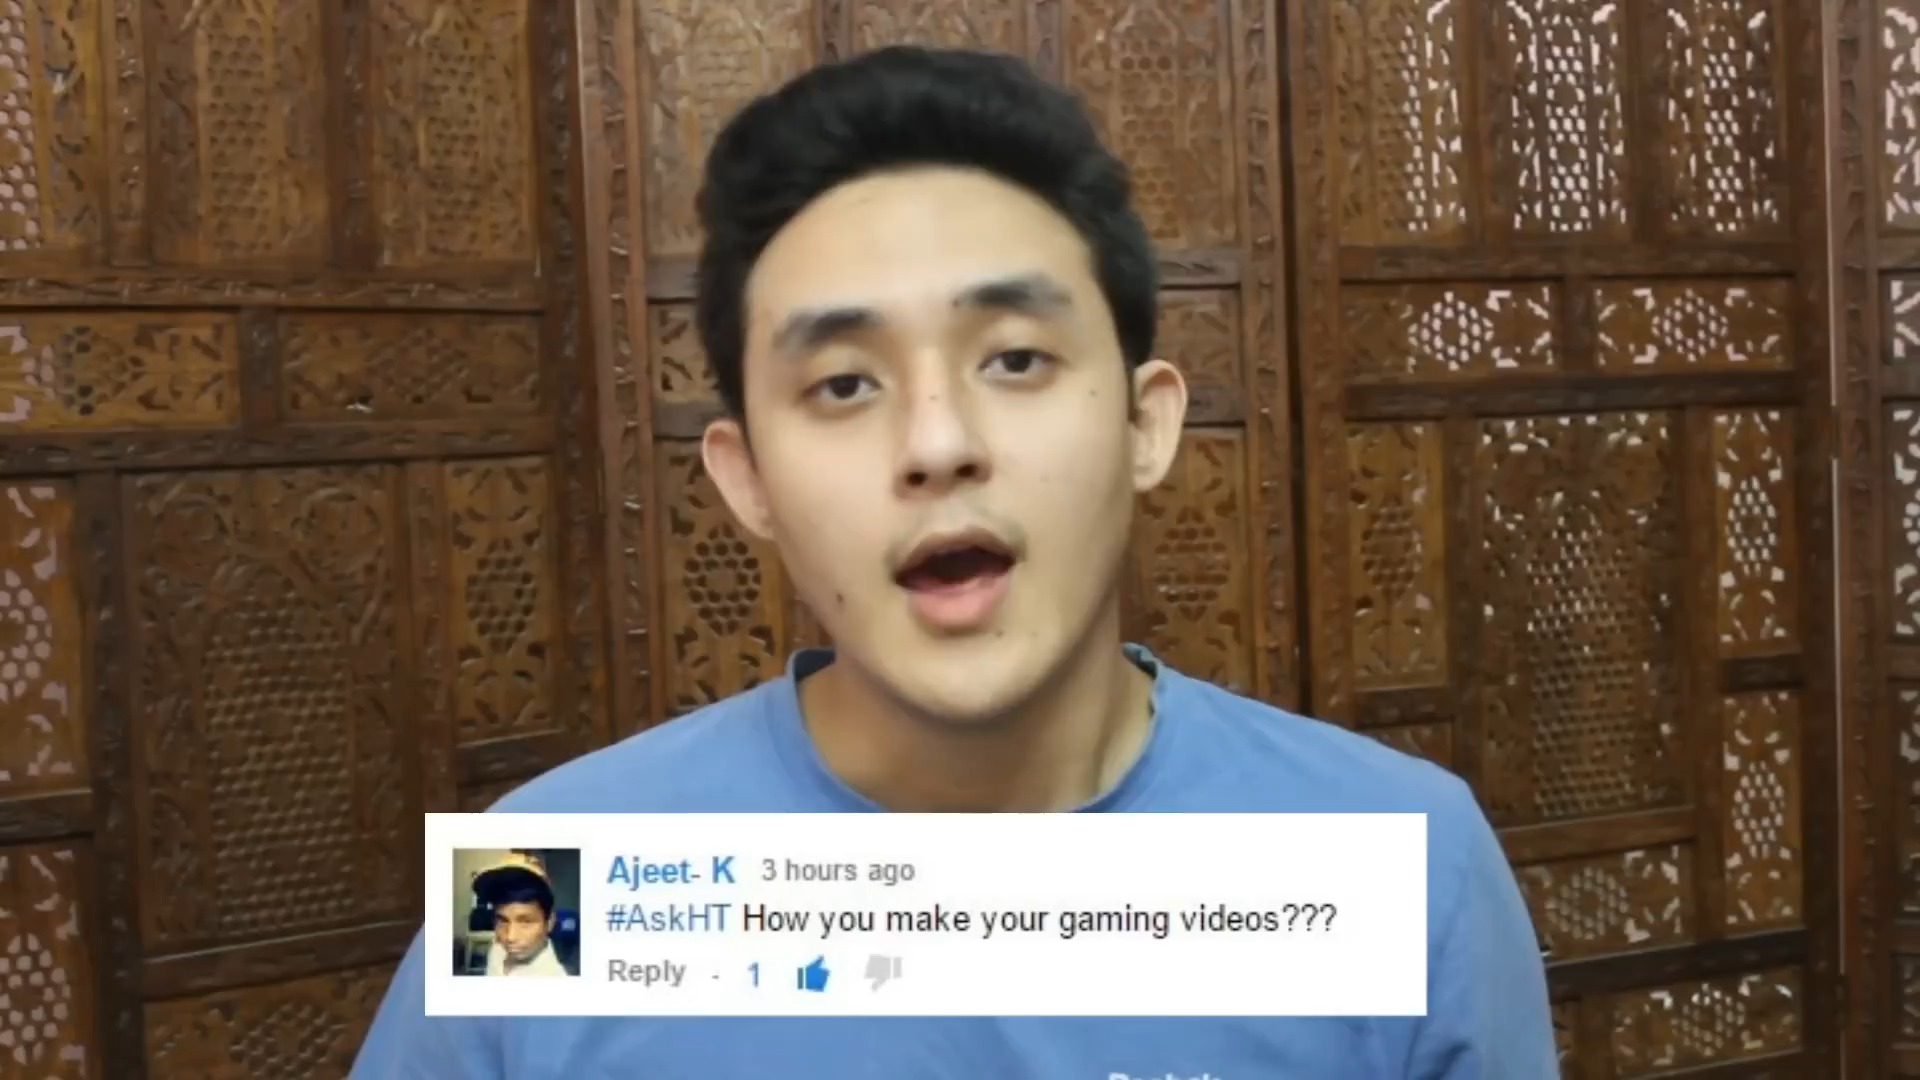 Ajeet- K 3 hours ago
#AskHT How you make your gaming videos???
Reply - 1